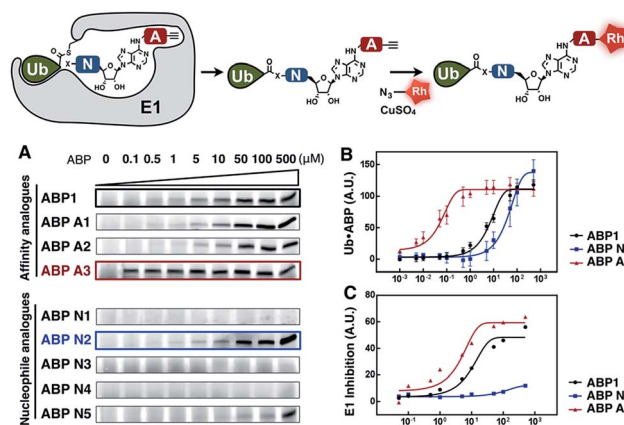 Ub
O
S
X
N
HN
A
N
N
N
N
O
HO OH
E1
Ub
O
X
N
HN
A
N
N
N
N
O
HO OH
N3
Rh
CuSO4
Ub
O
X
N
HN
A
Rh
N
N
N
N
O
HO OH
A
ABP 0 0.1 0.5 1 5 10 50 100 500 (μM)
Affinity analogues
ABP1
ABP A1
ABP A2
ABP A3
Nucleophile analogues
ABP N1
ABP N2
ABP N3
ABP N4
ABP N5
B
Ub•ABP (A.U.)
150
100
50
0
10-3 10-2 10-1 100 101 102 103
ABP1
ABP N
ABP A
C
E1 Inhibition (A.U.)
80
60
40
20
0
10-1 100 101 102 103
ABP1
ABP N
ABP A